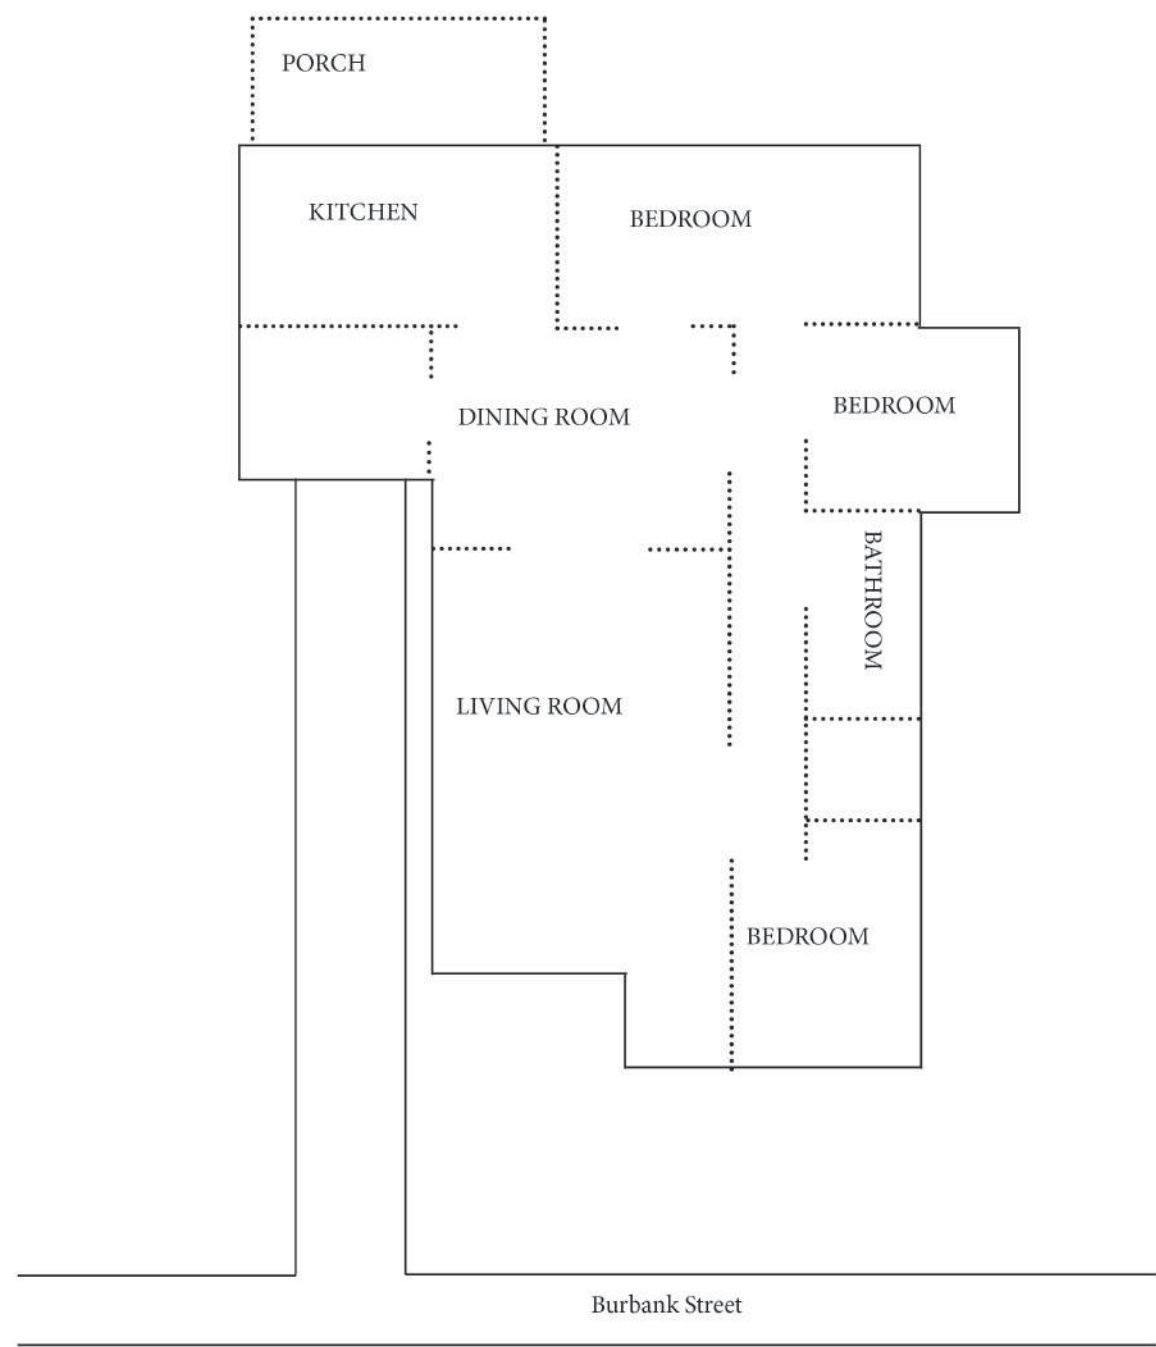 PORCH
KITCHEN
BEDROOM
BEDROOM
DINING ROOM
BATHROOM
LIVING ROOM
BEDROOM
Burbank Street